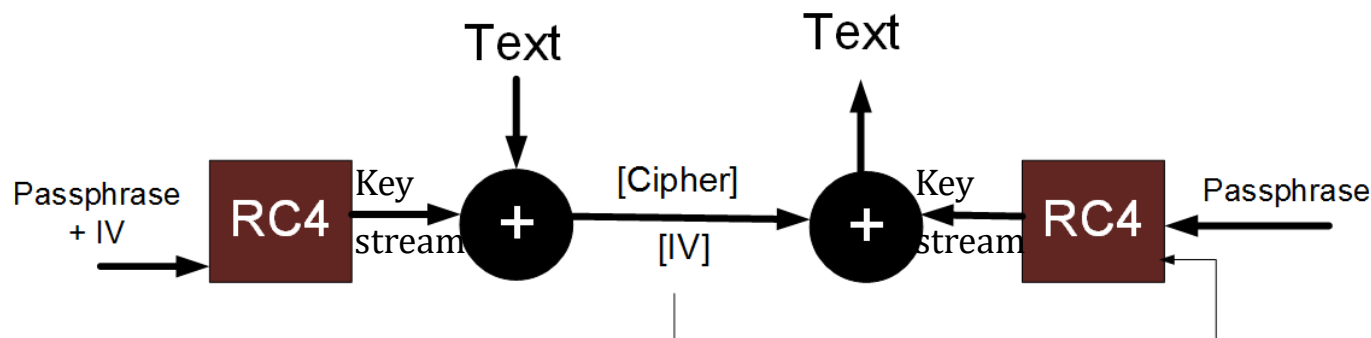 Text
Text
Passphrase
+ IV
RC4
Key
stream
+
[Cipher]
[IV]
+
Key
stream
RC4
Passphrase